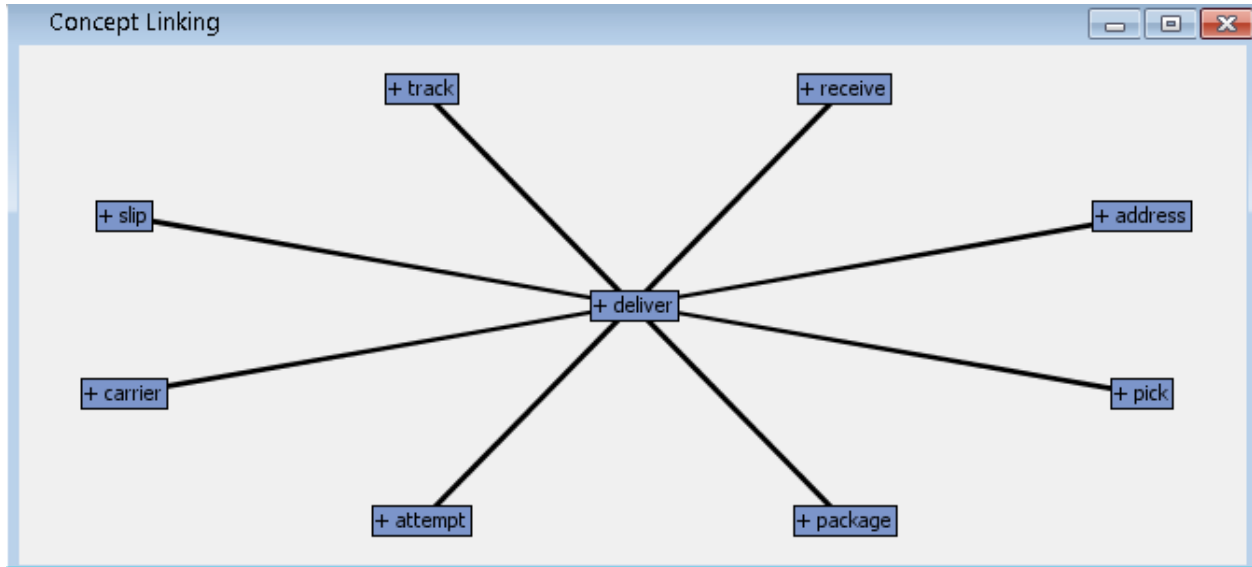 Concept Linking
+ track
+ receive
+ slip
+ address
+ deliver
+ carrier
+ pick
+ attempt
+ package